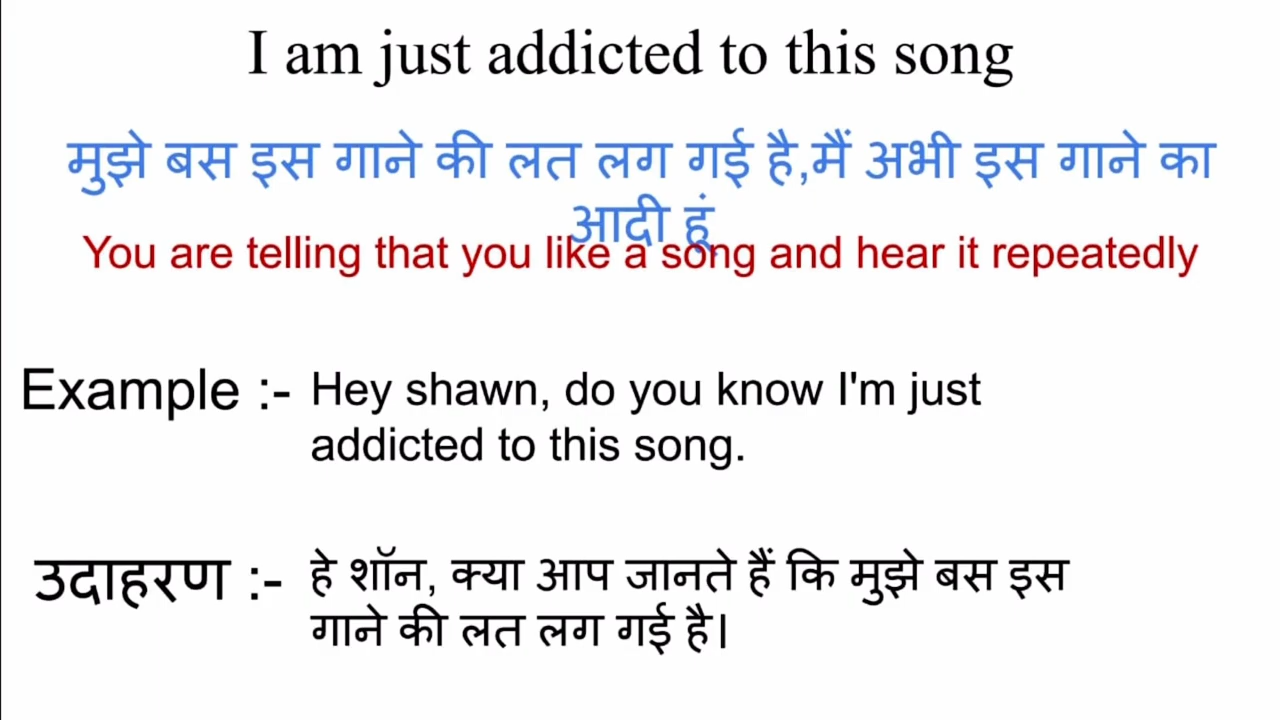 I am just addicted to this song
मुझे बस इस गाने की लत लग गई है,मैं अभी इस गाने का
आदी हूं
You are telling that you like a song and hear it repeatedly
Example :- Hey shawn, do you know I'm just
addicted to this song.
उदाहरण :- हे शॉन, क्या आप जानते हैं कि मुझे बस इस
गाने की लत लग गई है।